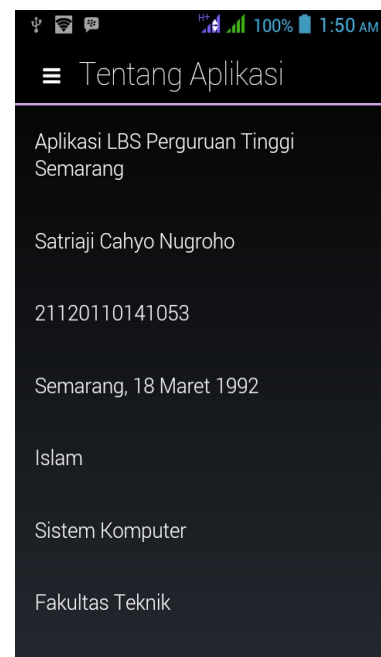 H+ 100% 1:50 AM
Tentang Aplikasi
Aplikasi LBS Perguruan Tinggi
Semarang
Satriaji Cahyo Nugroho
21120110141053
Semarang, 18 Maret 1992
Islam
Sistem Komputer
Fakultas Teknik